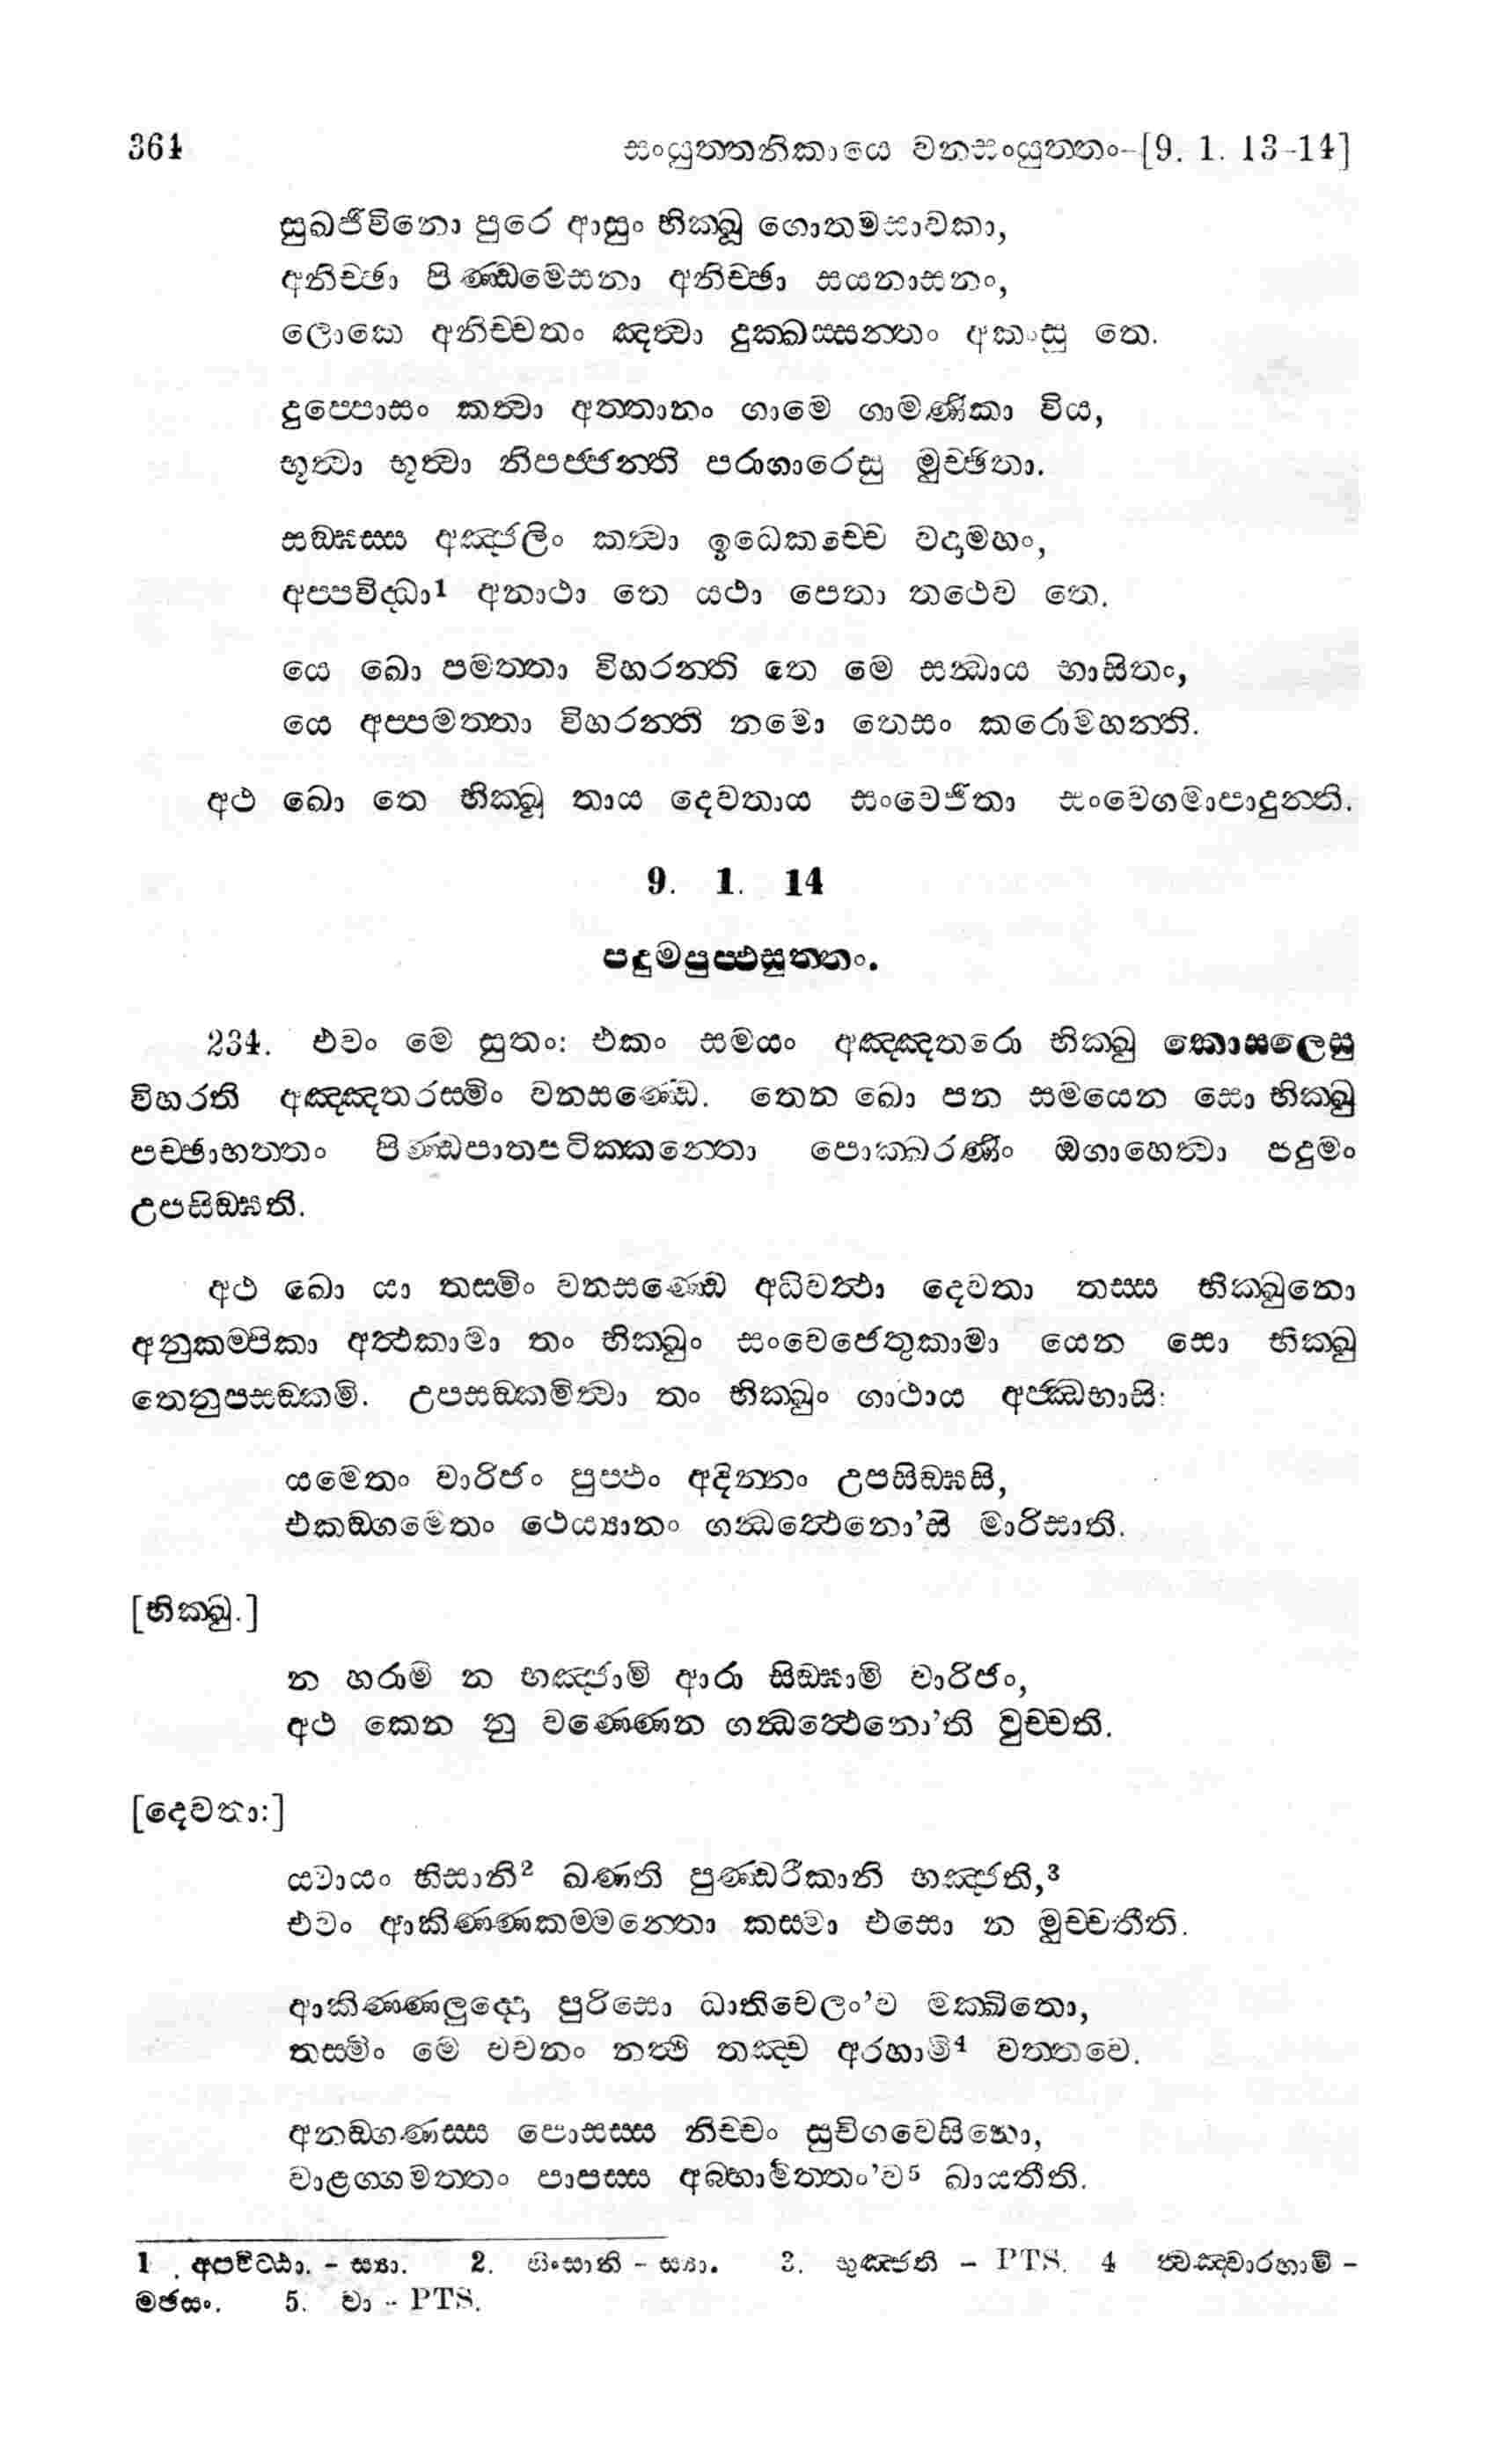 364 සංයුත්තනිකායෙ වනසංයුත්තං-[9. 1. 13-14]
සුඛජීවිනො පුරෙ ආසුං භික්ඛූ ගොතමසාවකා,
අනිච්ඡා පිණ්ඩමෙසනා අනිච්ඡා සයනාසනං,
ලොකෙ අනිච්චතං ඤත්වා දුක්ඛස්සන්තං අකංසු තෙ.
දුප්පොසං කත්වා අත්තානං ගාමෙ ගාමණිකා විය,
භුත්වා භුත්වා නිපජ්ජන්ති පරාගාරෙසු මුච්ඡිතා.
සඞ්ඝස්ස අඤ්ජලිං කත්වා ඉධෙකච්චෙ වදාමහං,
අප්පවිද්ධා1 අනාථා තෙ යථා පෙතා තථෙව තෙ.
යෙ ඛො පමත්තා විහරන්ති තෙ මෙ සන්ධාය භාසිතං,
යෙ අප්පමත්තා විහරන්ති නමො තෙසං කරොමහන්ති.
අථ ඛො තෙ භික්ඛූ තාය දෙවතාය සංවෙජිතා සංවෙගමාපාදුන්ති.
9. 1. 14
පදුමපුප්ඵසුත්තං.
234. එවං මෙ සුතං: එකං සමයං අඤ්ඤතරො භික්ඛු කොසලෙසු
විහරති අඤ්ඤතරස්මිං වනසණ්ඩෙ. තෙන ඛො පන සමයෙන සො භික්ඛු
පච්ඡාභත්තං පිණ්ඩපාතපටික්කන්තො පොක්ඛරණිං ඔගාහෙත්වා පදුමං
උපසිඞ්ඝති.
අථ ඛො යා තස්මිං වනසණ්ඩෙ අධිවත්ථා දෙවතා තස්ස භික්ඛුනො
අනුකම්පිකා අත්ථකාමා තං භික්ඛුං සංවෙජෙතුකාමා යෙන සො භික්ඛු
තෙනුපසඞ්කමි. උපසඞ්කමිත්වා තං භික්ඛුං ගාථාය අජ්ඣභාසි:
යමෙතං වාරිජං පුප්ඵං අදින්නං උපසිඞ්ඝසි,
එකඞ්ගමෙතං ථෙය්‍යානං ගන්ධත්ථෙනො’සි මාරිසාති.
[භික්ඛු.]
න හරාමි න භඤ්ජාමි ආරා සිඞ්ඝාමි වාරිජං,
අථ කෙන නු වණ්ණෙන ගන්ධත්ථෙනො’ති වුච්චති.
[දෙවතා:]
යවායං භිසානි2 ඛණති පුණ්ඩරීකානි භඤ්ජති,3
එවං ආකිණ්ණකම්මන්තො කස්මා එසො න මුච්චතීති.
ආකිණ්ණලුද්දො පුරිසො ධාතිචෙලං’ව මක්ඛිතො,
තස්මිං මෙ වචනං නත්ථි තඤ්ච අරහාමි4 වත්තවෙ.
අනඞ්ගණස්ස පොසස්ස නිච්චං සුචිගවෙසිනො,
වාළග්ගමත්තං පාපස්ස අබ්භාමත්තං’ව5 ඛායතීති.
1 . අපවිට්ඨා. - ස්‍යා. 2. භිංසානි - ස්‍යා. 3. භුඤ්ජති - PTS. 4 ත්වඤ්චාරහාමි -
මඡසං. 5. වා - PTS.